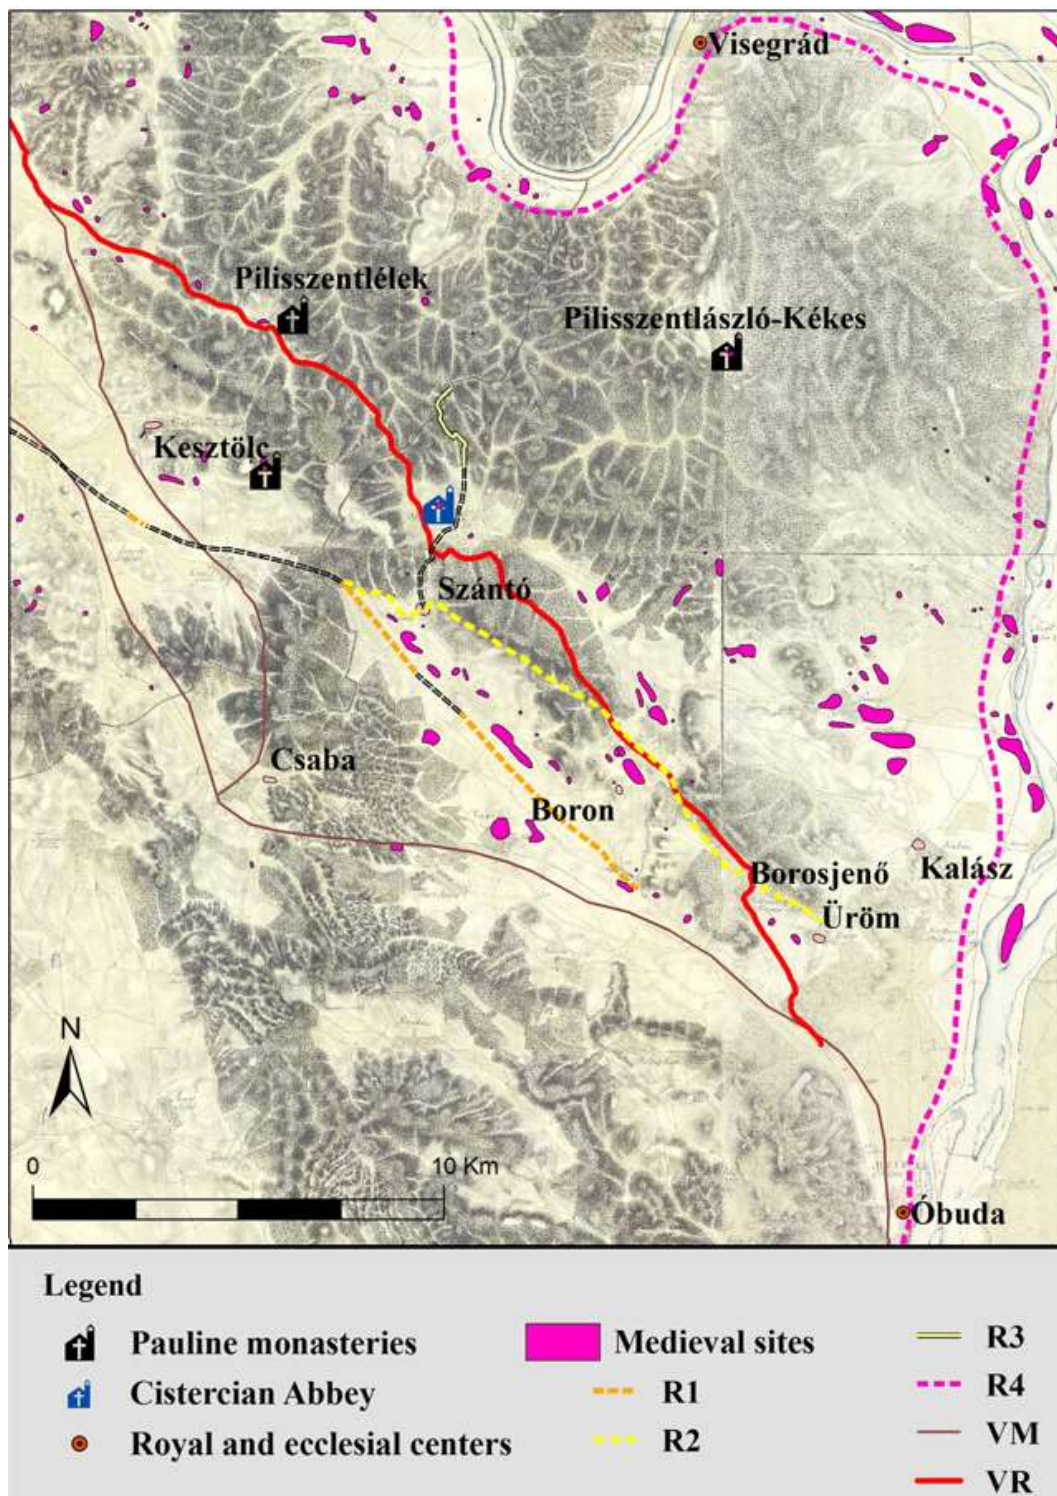 Visegrád
Pilisszentlélek
Pilisszentlászló-Kékes
Kesztölc
Szántó
Csaba
Boron
Borosjenő
Kalász
Üröm
N
0 10 Km
Óbuda
Legend
Pauline monasteries
Cistercian Abbey
Royal and ecclesial centers
Medieval sites
R1
R2
R3
R4
VM
VR